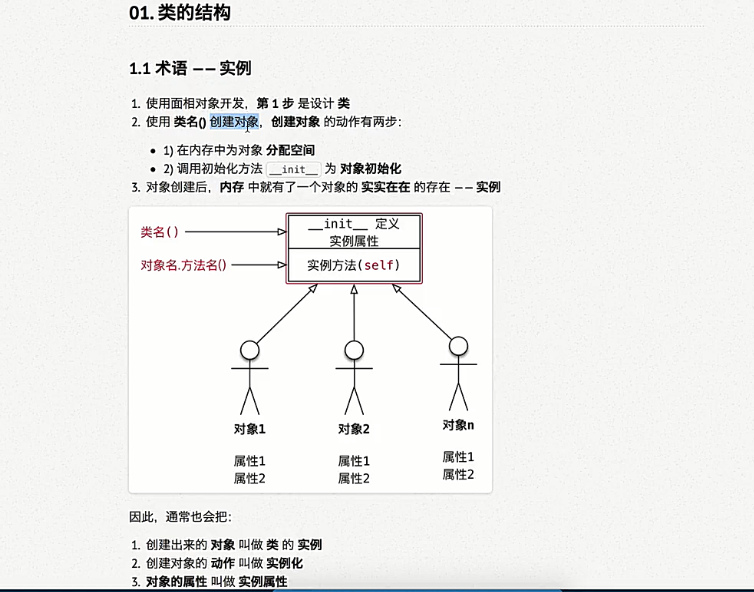 01. 类的结构
1.1 术语 —— 实例
1. 使用面相对象开发，第 1 步 是设计 类
2. 使用 类名() 创建对象，创建对象 的动作有两步：
• 1) 在内存中为对象 分配空间
• 2) 调用初始化方法 __init__ 为 对象初始化
3. 对象创建后，内存 中就有了一个对象的 实实在在 的存在 —— 实例
类名()
__init__ 定义
实例属性
对象名.方法名()
实例方法(self)
对象1
对象2
对象n
属性1
属性2
属性1
属性2
属性1
属性2
因此，通常也会把：
1. 创建出来的 对象 叫做 类 的 实例
2. 创建对象的 动作 叫做 实例化
3. 对象的属性 叫做 实例属性